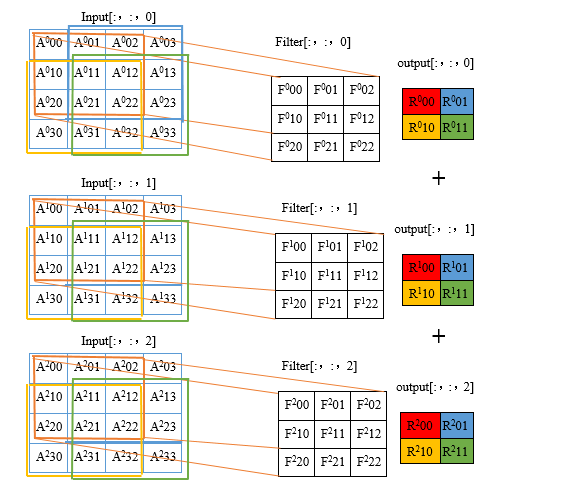 Input[:，:，0]
Filter[:，:，0]
output[:，:，0]
A⁰00 A⁰01 A⁰02 A⁰03
A⁰10 A⁰11 A⁰12 A⁰13
A⁰20 A⁰21 A⁰22 A⁰23
A⁰30 A⁰31 A⁰32 A⁰33
F⁰00 F⁰01 F⁰02
F⁰10 F⁰11 F⁰12
F⁰20 F⁰21 F⁰22
R⁰00 R⁰01
R⁰10 R⁰11
+
Input[:，:，1]
Filter[:，:，1]
output[:，:，1]
A¹00 A¹01 A¹02 A¹03
A¹10 A¹11 A¹12 A¹13
A¹20 A¹21 A¹22 A¹23
A¹30 A¹31 A¹32 A¹33
F¹00 F¹01 F¹02
F¹10 F¹11 F¹12
F¹20 F¹21 F¹22
R¹00 R¹01
R¹10 R¹11
+
Input[:，:，2]
Filter[:，:，2]
output[:，:，2]
A²00 A²01 A²02 A²03
A²10 A²11 A²12 A²13
A²20 A²21 A²22 A²23
A²30 A²31 A²32 A²33
F²00 F²01 F²02
F²10 F²11 F²12
F²20 F²21 F²22
R²00 R²01
R²10 R²11